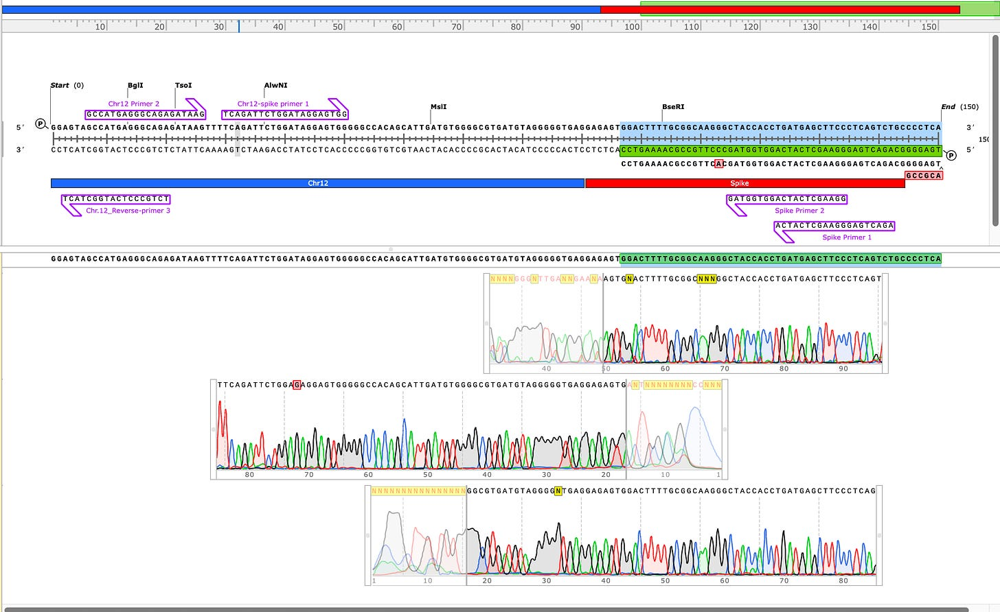 10 20 30 40 50 60 70 80 90 100 110 120 130 140 150
Start (0) BglI TsoI AlwNI
Chr12 Primer 2 Chr12-spike primer 1 MslI BseRI End (150)
GCCATGAGGGCAGAGATAAG TCAGATTCTGGATAGGAGTGG
P 5′ GGAGTAGCCATGAGGGCAGAGATAAGTTTTCAGATTCTGGATAGGAGTGGGGGCCACAGCATTGATGTGGGGCGTGATGTAGGGGGTGAGGAGAGTGGACTTTTGCGGCAAGGGCTACCACCTGATGAGCTTCCCTCAGTCTGCCCCTCA 3′
3′ CCTCATCGGTACTCCCGTCTCTATTCAAAAGTCTAAGACCTATCCTCACCCCCGGTGTCGTAACTACACCCCGCACTACATCCCCCACTCCTCTCACCTGAAAACGCCGTTCCCGATGGTGGACTACTCGAAGGGAGTCAGACGGGGAGT P 5′
CCTGAAAACGCCGTTCACGATGGTGGACTACTCGAAGGGAGTCAGACGGGGAGT
GCCGCA
Chr12 Spike
TCATCGGTACTCCCGTCT GATGGTGGACTACTCGAAGG
Chr.12_Reverse-primer 3 Spike Primer 2
ACTACTCGAAGGGAGTCAGA
Spike Primer 1
GGAGTAGCCATGAGGGCAGAGATAAGTTTTCAGATTCTGGATAGGAGTGGGGGCCACAGCATTGATGTGGGGCGTGATGTAGGGGGTGAGGAGAGTGGACTTTTGCGGCAAGGGCTACCACCTGATGAGCTTCCCTCAGTCTGCCCCTCA
NNNNGGGNTTGANNGAANAAGTGNACTTTTGCGGCNNNGGCTACCACCTGATGAGCTTCCCTCAGT
40 50 60 70 80 90
TTCAGATTCTGGAGAGGAGTGGGGGCCACAGCATTGATGTGGGGCGTGATGTAGGGGGTGAGGAGAGTGANTNNNNNNNNCCNNN
80 70 60 50 40 30 20 10 1
NNNNNNNNNNNNNNNNGGCGTGATGTAGGGGNTGAGGAGAGTGGACTTTTGCGGCAAGGGCTACCACCTGATGAGCTTCCCTCAG
1 10 20 30 40 50 60 70 80